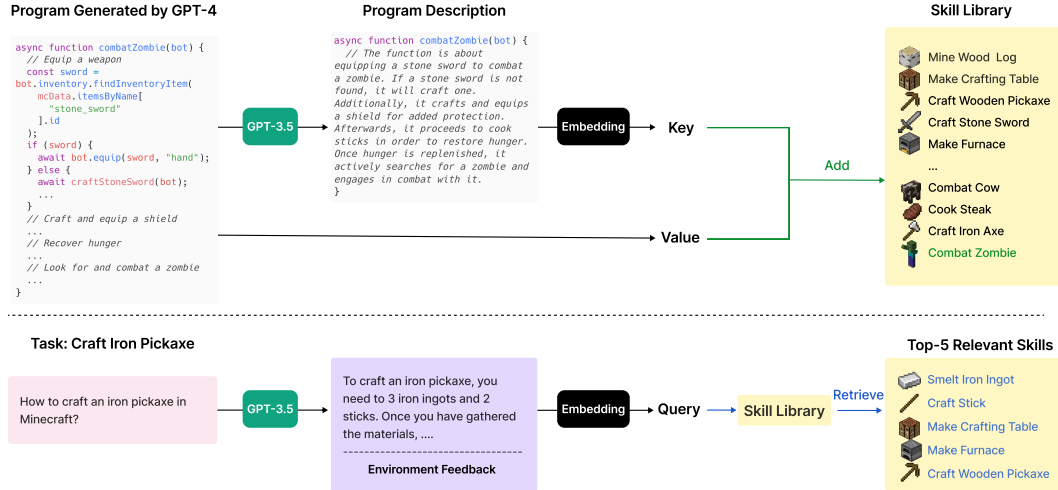 Program Generated by GPT-4
async function combatZombie(bot) {
// Equip a weapon
const sword =
bot.inventory.findInventoryItem(
mcData.itemsByName[
"stone_sword"
].id
);
if (sword) {
await bot.equip(sword, "hand");
} else {
await craftStoneSword(bot);
...
}
// Craft and equip a shield
...
// Recover hunger
...
// Look for and combat a zombie
...
}
GPT-3.5
Program Description
async function combatZombie(bot) {
// The function is about
equipping a stone sword to combat
a zombie. If a stone sword is not
found, it will craft one.
Additionally, it crafts and equips
a shield for added protection.
Afterwards, it proceeds to cook
sticks in order to restore hunger.
Once hunger is replenished, it
actively searches for a zombie and
engages in combat with it.
}
Embedding
Key
Value
Add
Skill Library
Mine Wood Log
Make Crafting Table
Craft Wooden Pickaxe
Craft Stone Sword
Make Furnace
...
Combat Cow
Cook Steak
Craft Iron Axe
Combat Zombie
Task: Craft Iron Pickaxe
How to craft an iron pickaxe in
Minecraft?
GPT-3.5
To craft an iron pickaxe, you
need to 3 iron ingots and 2
sticks. Once you have gathered
the materials, ....
Environment Feedback
Embedding
Query
Skill Library
Retrieve
Top-5 Relevant Skills
Smelt Iron Ingot
Craft Stick
Make Crafting Table
Make Furnace
Craft Wooden Pickaxe